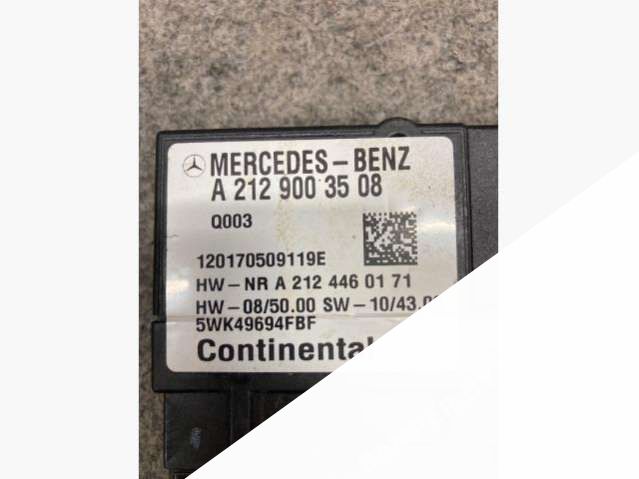 MERCEDES-BENZ
A 212 900 35 08
Q003
120170509119E
HW-NR A 212 446 01 71
HW-08/50.00 SW-10/43.0
5WK49694FBF
Continental